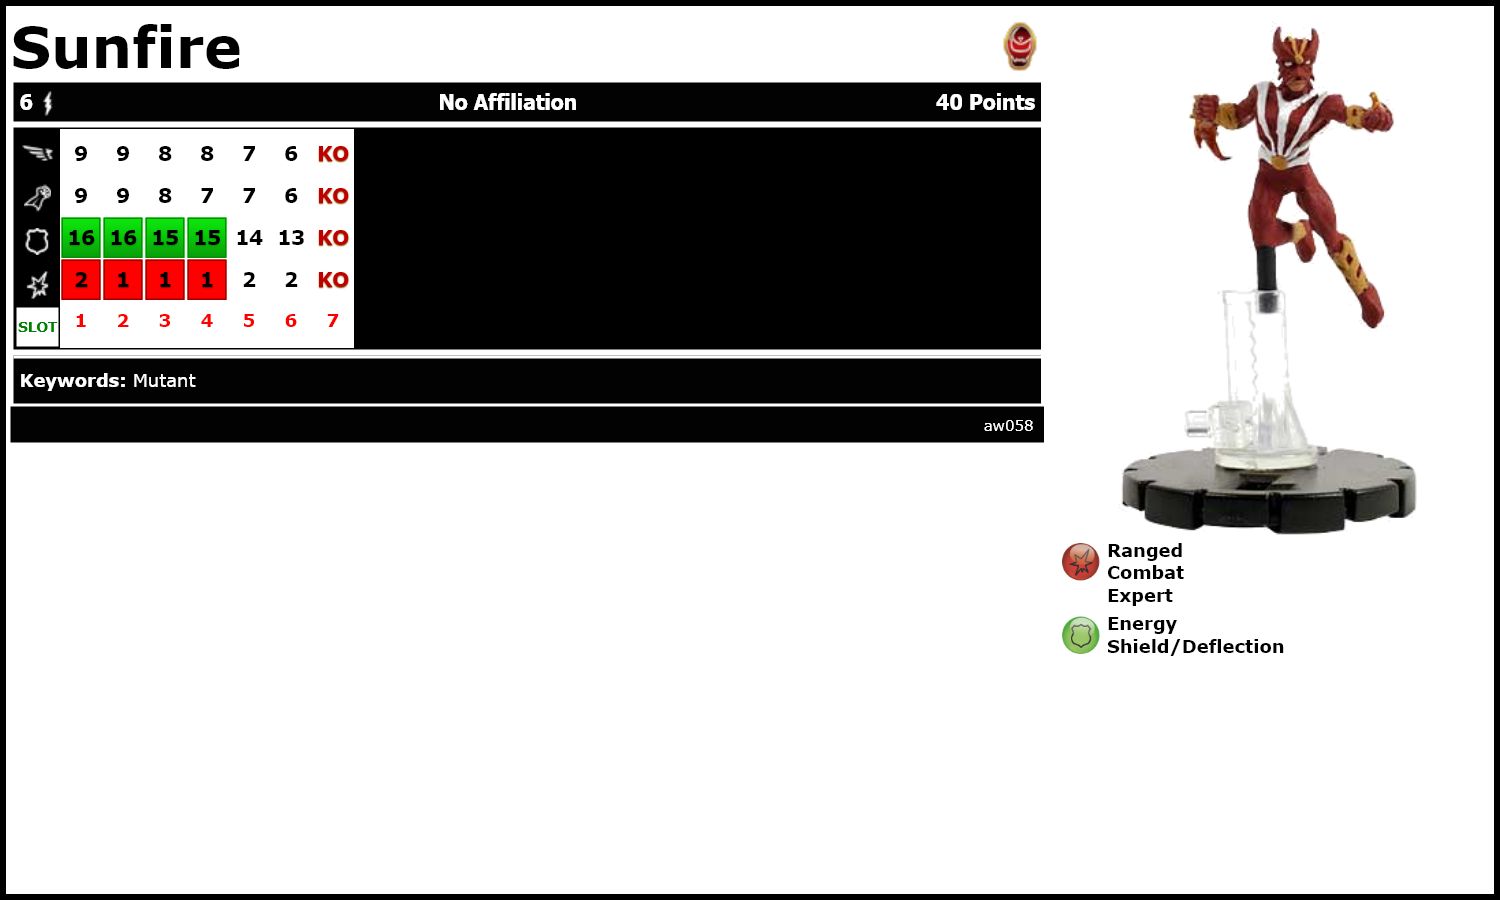 Sunfire
6 No Affiliation 40 Points
9 9 8 8 7 6 KO
9 9 8 7 7 6 KO
16 16 15 15 14 13 KO
2 1 1 1 2 2 KO
SLOT 1 2 3 4 5 6 7
Keywords: Mutant
aw058
Ranged
Combat
Expert
Energy
Shield/Deflection